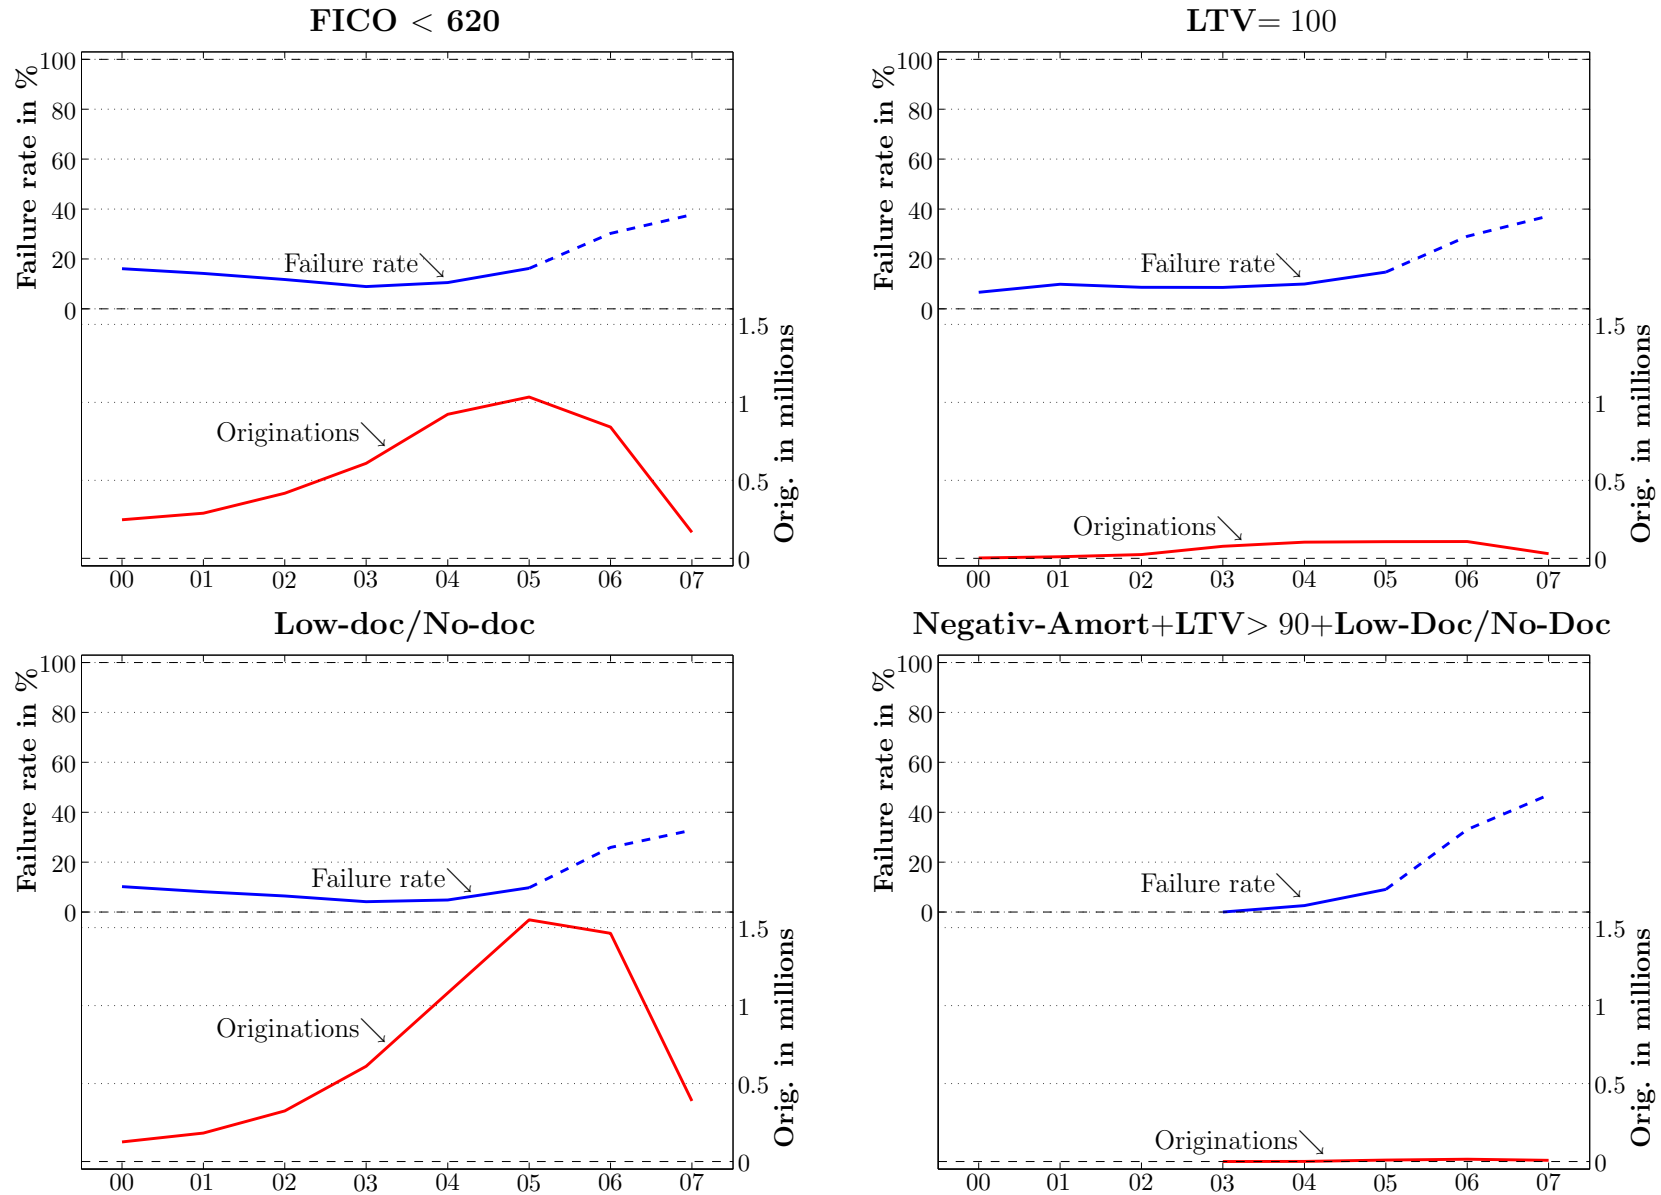 FICO < 620
Failure rate in %
100
80
60
40
20
0
Failure rate
Originations
1.5
1
0.5
0
Orig. in millions
00 01 02 03 04 05 06 07
LTV= 100
Failure rate in %
100
80
60
40
20
0
Failure rate
Originations
1.5
1
0.5
0
Orig. in millions
00 01 02 03 04 05 06 07
Low-doc/No-doc
Failure rate in %
100
80
60
40
20
0
Failure rate
Originations
1.5
1
0.5
0
Orig. in millions
00 01 02 03 04 05 06 07
Negativ-Amort+LTV> 90+Low-Doc/No-Doc
Failure rate in %
100
80
60
40
20
0
Failure rate
Originations
1.5
1
0.5
0
Orig. in millions
00 01 02 03 04 05 06 07